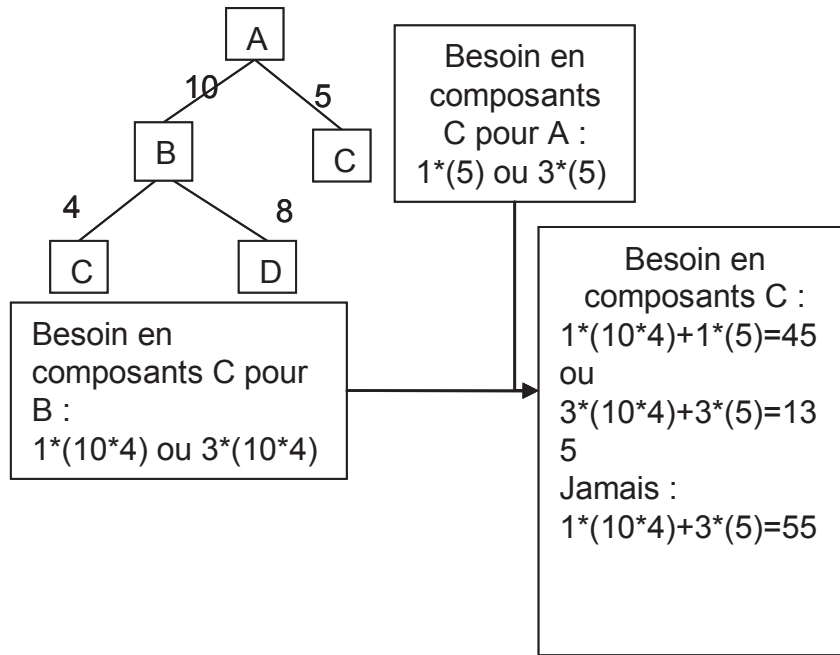 A
10
5
B
C
4
8
C
D
Besoin en
composants
C pour A :
1*(5) ou 3*(5)
Besoin en
composants C pour
B :
1*(10*4) ou 3*(10*4)
Besoin en
composants C :
1*(10*4)+1*(5)=45
ou
3*(10*4)+3*(5)=13
5
Jamais :
1*(10*4)+3*(5)=55